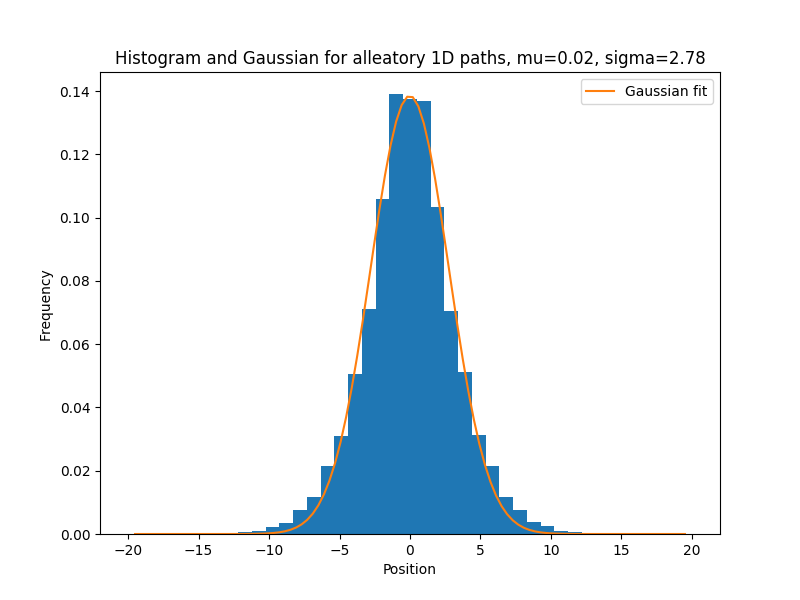 Histogram and Gaussian for alleatory 1D paths, mu=0.02, sigma=2.78
Gaussian fit
0.14
0.12
0.10
0.08
0.06
0.04
0.02
0.00
Frequency
−20 −15 −10 −5 0 5 10 15 20
Position